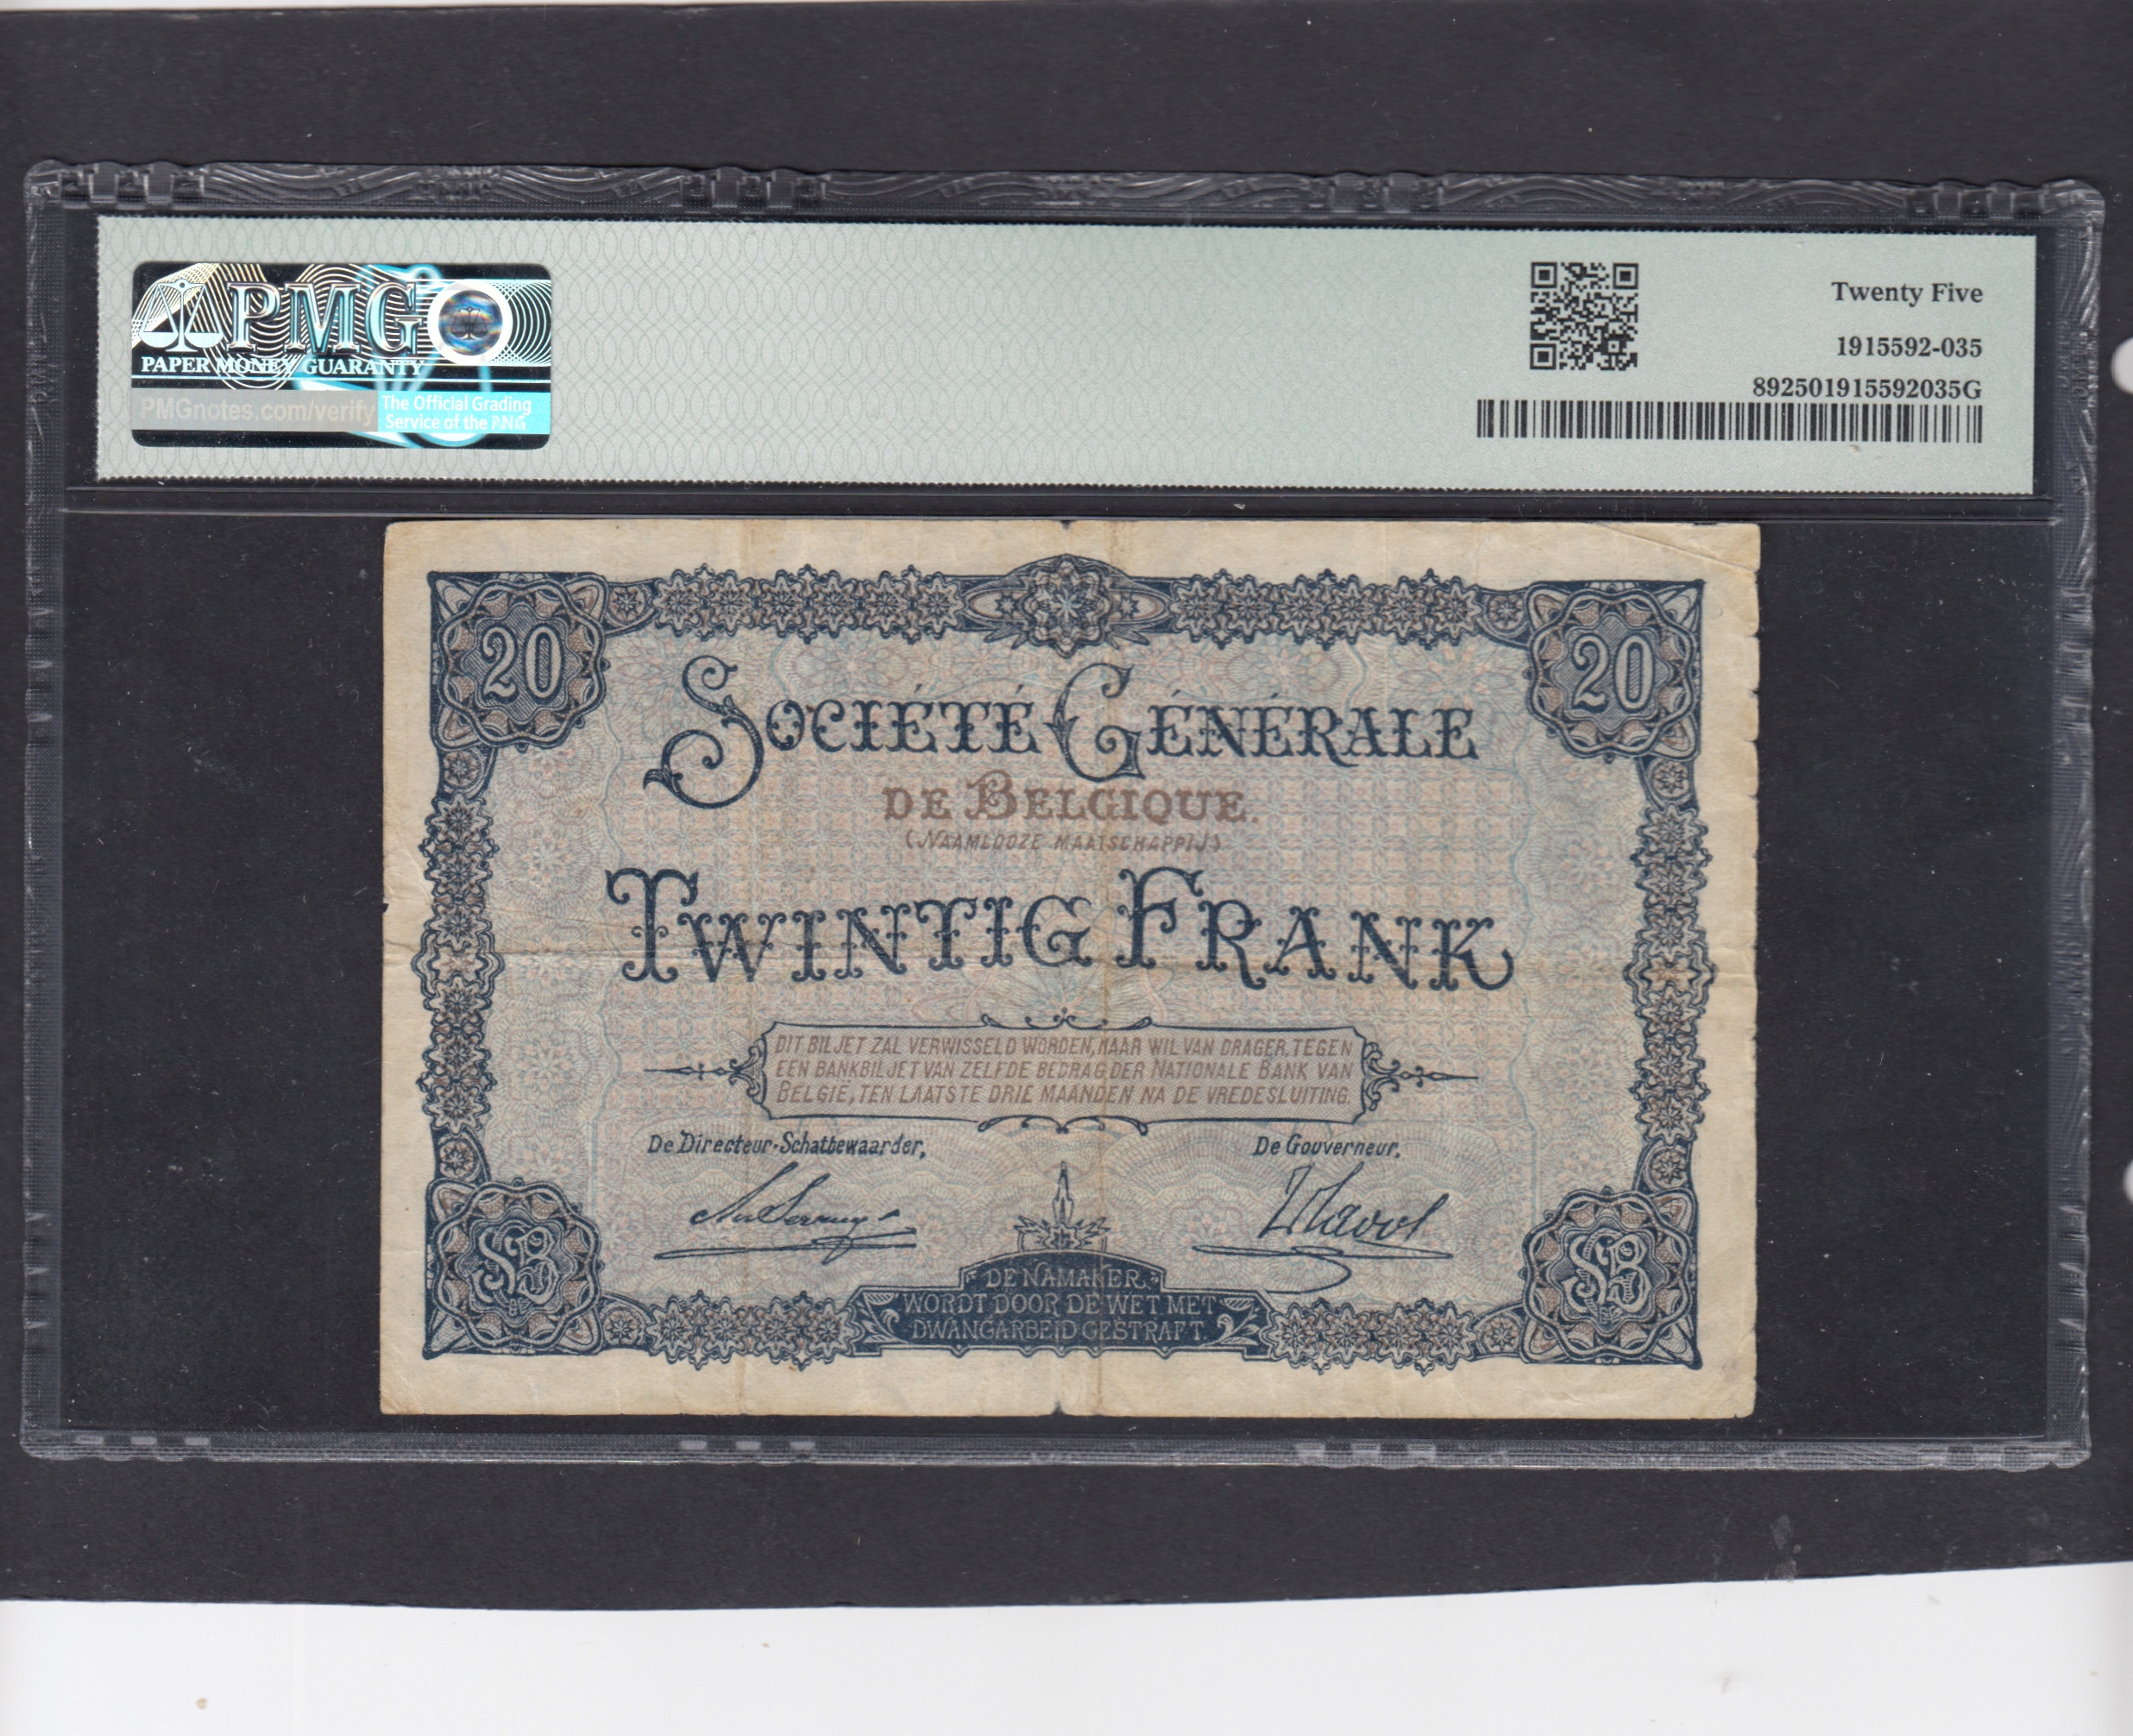 PMG
PAPER MONEY GUARANTY
PMGnotes.com/verify
The Official Grading
Service of the PNG
Twenty Five
1915592-035
892501915592035G
20
20
SOCIÉTÉ GÉNÉRALE
DE BELGIQUE.
(NAAMLOOZE MAATSCHAPPIJ)
TWINTIG FRANK
DIT BILJET ZAL VERWISSELD WORDEN, NAAR WIL VAN DRAGER, TEGEN
EEN BANKBILJET VAN ZELFDE BEDRAG DER NATIONALE BANK VAN
BELGIË, TEN LAATSTE DRIE MAANDEN NA DE VREDESLUITING.
De Directeur-Schatbewaarder,
De Gouverneur,
DE NAMAKER
WORDT DOOR DE WET MET
DWANGARBEID GESTRAFT.